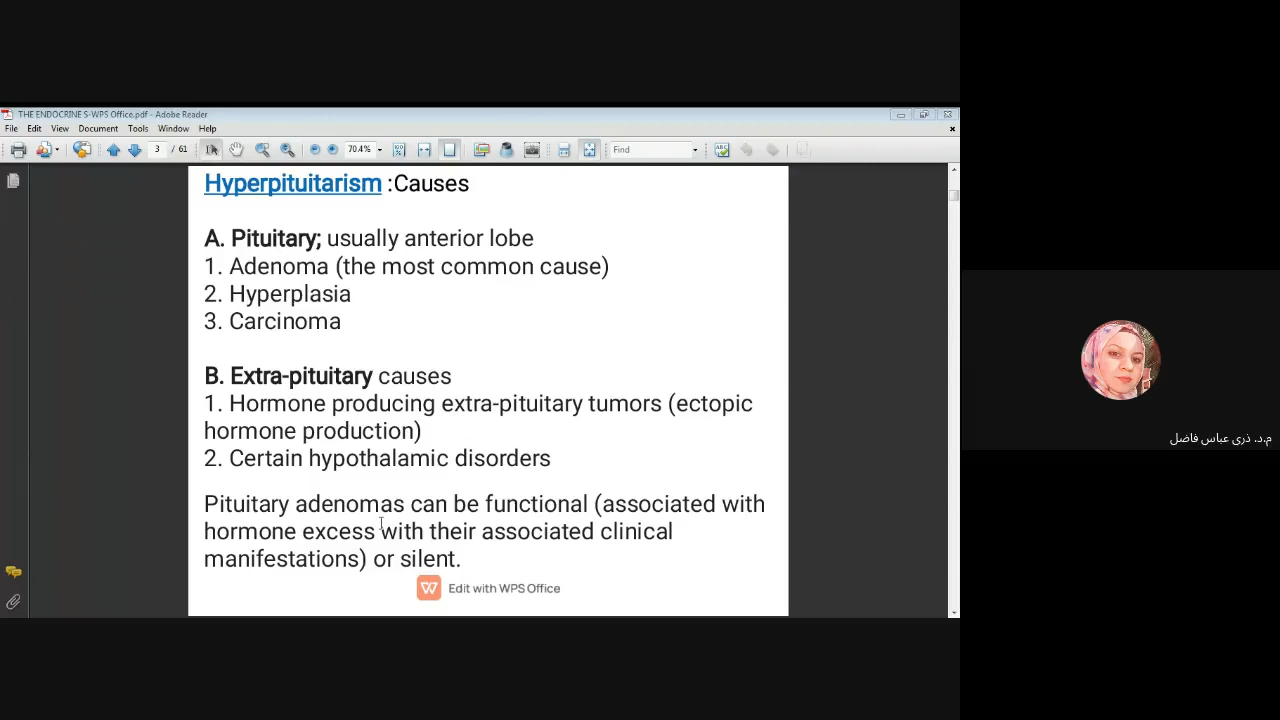 THE ENDOCRINE S-WPS Office.pdf - Adobe Reader
File Edit View Document Tools Window Help
3 / 61 70.4% Find
Hyperpituitarism :Causes
A. Pituitary; usually anterior lobe
1. Adenoma (the most common cause)
2. Hyperplasia
3. Carcinoma
B. Extra-pituitary causes
1. Hormone producing extra-pituitary tumors (ectopic
hormone production)
2. Certain hypothalamic disorders
Pituitary adenomas can be functional (associated with
hormone excess with their associated clinical
manifestations) or silent.
Edit with WPS Office
م.د. ذرى عباس فاضل